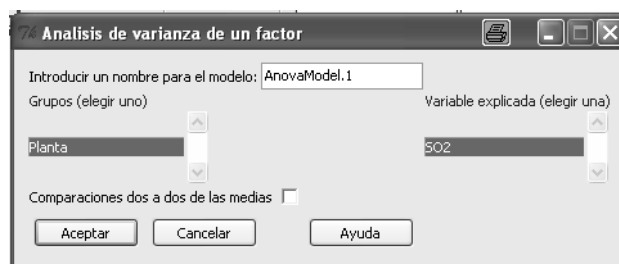 Analisis de varianza de un factor
Introducir un nombre para el modelo: AnovaModel.1
Grupos (elegir uno) Variable explicada (elegir una)
Planta SO2
Comparaciones dos a dos de las medias
Aceptar Cancelar Ayuda